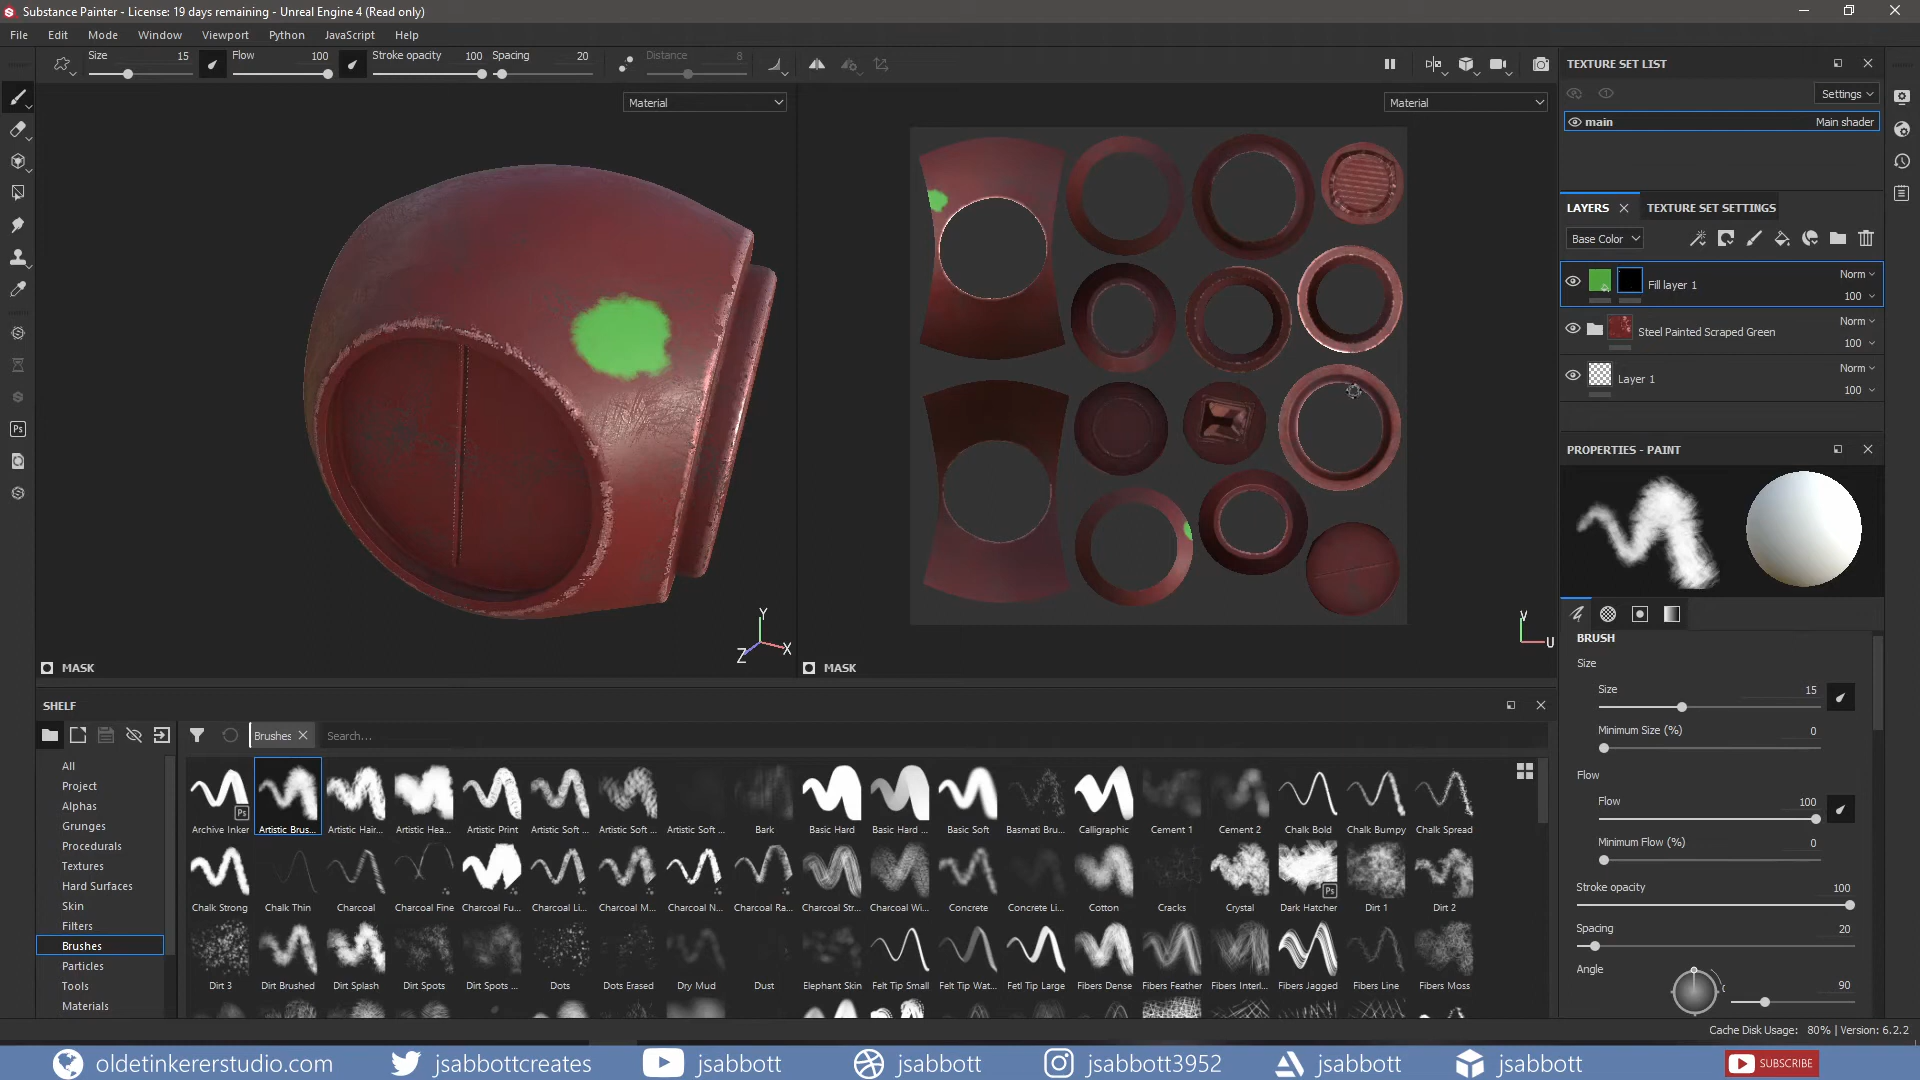 Substance Painter - License: 19 days remaining - Unreal Engine 4 (Read only)
File Edit Mode Window Viewport Python JavaScript Help
Size 15 Flow 100 Stroke opacity 100 Spacing 20 Distance 8
Material
Material
TEXTURE SET LIST
Settings
main Main shader
LAYERS TEXTURE SET SETTINGS
Base Color
Fill layer 1 Norm 100
Steel Painted Scraped Green Norm 100
Layer 1 Norm 100
PROPERTIES - PAINT
BRUSH
Size
Size 15
Minimum Size (%) 0
Flow
Flow 100
Minimum Flow (%) 0
Stroke opacity 100
Spacing 20
Angle 90
Ps
Y
X
Z
V
U
MASK
MASK
SHELF
Brushes Search...
All
Project
Alphas
Grunges
Procedurals
Textures
Hard Surfaces
Skin
Filters
Brushes
Particles
Tools
Materials
Ps
Archive Inker Artistic Brus... Artistic Hair... Artistic Hea... Artistic Print Artistic Soft ... Artistic Soft ... Artistic Soft ... Bark Basic Hard Basic Hard ... Basic Soft Basmati Bru... Calligraphic Cement 1 Cement 2 Chalk Bold Chalk Bumpy Chalk Spread
Ps
Chalk Strong Chalk Thin Charcoal Charcoal Fine Charcoal Fu... Charcoal Li... Charcoal M... Charcoal N... Charcoal Ra... Charcoal Str... Charcoal Wi... Concrete Concrete Li... Cotton Cracks Crystal Dark Hatcher Dirt 1 Dirt 2
Dirt 3 Dirt Brushed Dirt Splash Dirt Spots Dirt Spots ... Dots Dots Erased Dry Mud Dust Elephant Skin Felt Tip Small Felt Tip Wat... Felt Tip Large Fibers Dense Fibers Feather Fibers Interl... Fibers Jagged Fibers Line Fibers Moss
Cache Disk Usage: 80% | Version: 6.2.2
oldetinkererstudio.com jsabbottcreates jsabbott jsabbott jsabbott3952 jsabbott jsabbott SUBSCRIBE